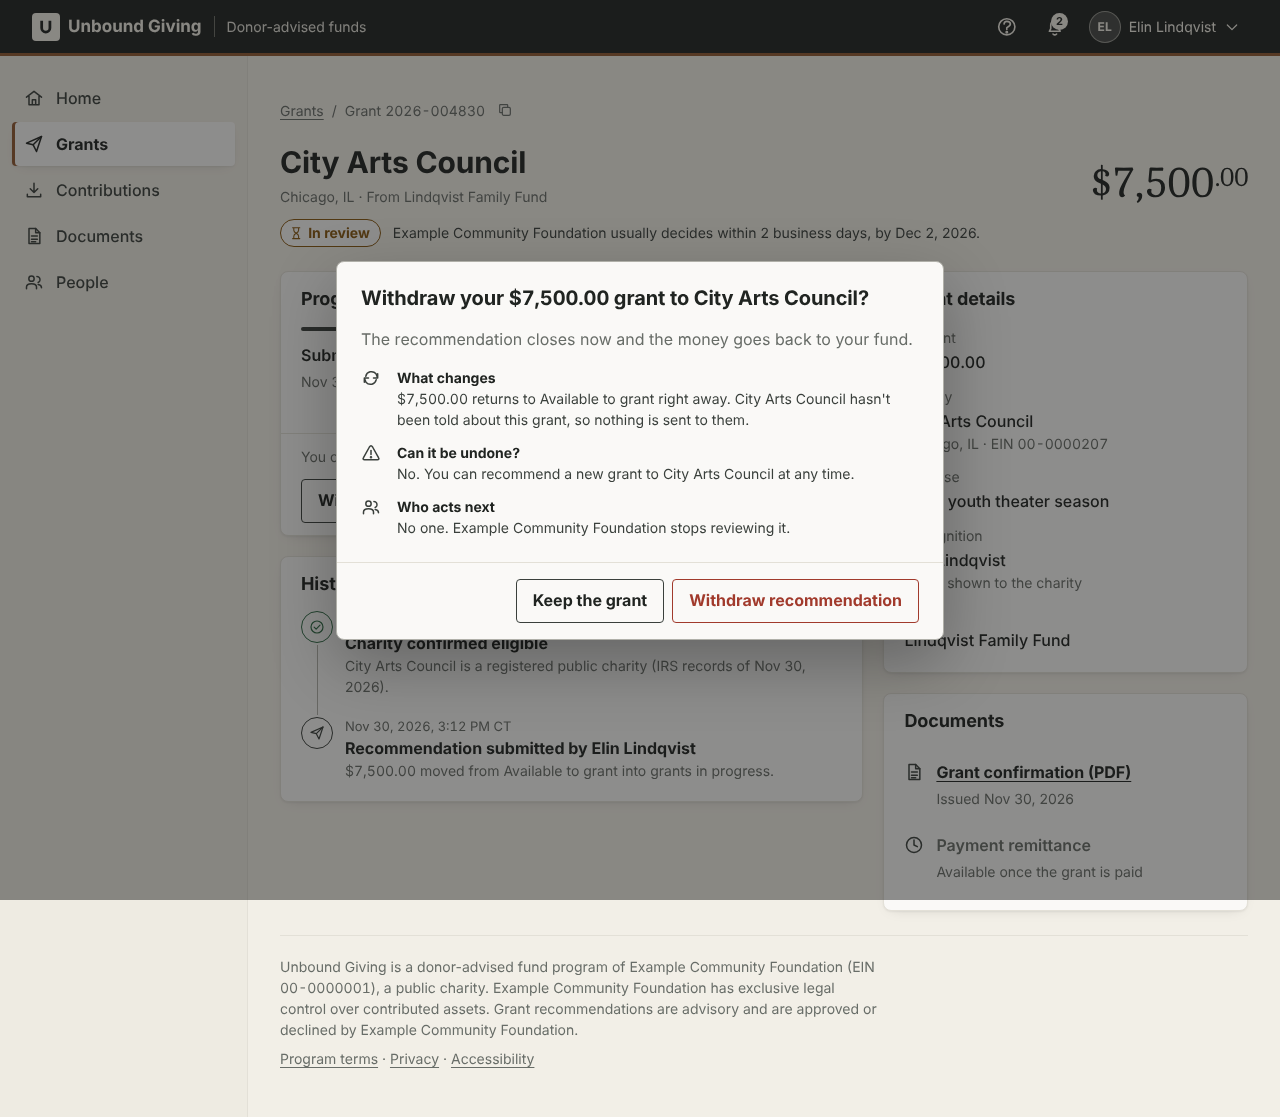 U Unbound Giving Donor-advised funds 2 EL Elin Lindqvist
Home
Grants
Contributions
Documents
People
Grants / Grant 2026-004830
City Arts Council
$7,500.00
Chicago, IL · From Lindqvist Family Fund
In review Example Community Foundation usually decides within 2 business days, by Dec 2, 2026.
Withdraw your $7,500.00 grant to City Arts Council?
The recommendation closes now and the money goes back to your fund.
What changes
$7,500.00 returns to Available to grant right away. City Arts Council hasn't
been told about this grant, so nothing is sent to them.
Can it be undone?
No. You can recommend a new grant to City Arts Council at any time.
Who acts next
No one. Example Community Foundation stops reviewing it.
Keep the grant Withdraw recommendation
details
Arts Council
IL · EIN 00-0000207
youth theater season
shown to the charity
Lindqvist Family Fund
Charity confirmed eligible
City Arts Council is a registered public charity (IRS records of Nov 30,
2026).
Nov 30, 2026, 3:12 PM CT
Recommendation submitted by Elin Lindqvist
$7,500.00 moved from Available to grant into grants in progress.
Documents
Grant confirmation (PDF)
Issued Nov 30, 2026
Payment remittance
Available once the grant is paid
Unbound Giving is a donor-advised fund program of Example Community Foundation (EIN
00-0000001), a public charity. Example Community Foundation has exclusive legal
control over contributed assets. Grant recommendations are advisory and are approved or
declined by Example Community Foundation.
Program terms · Privacy · Accessibility